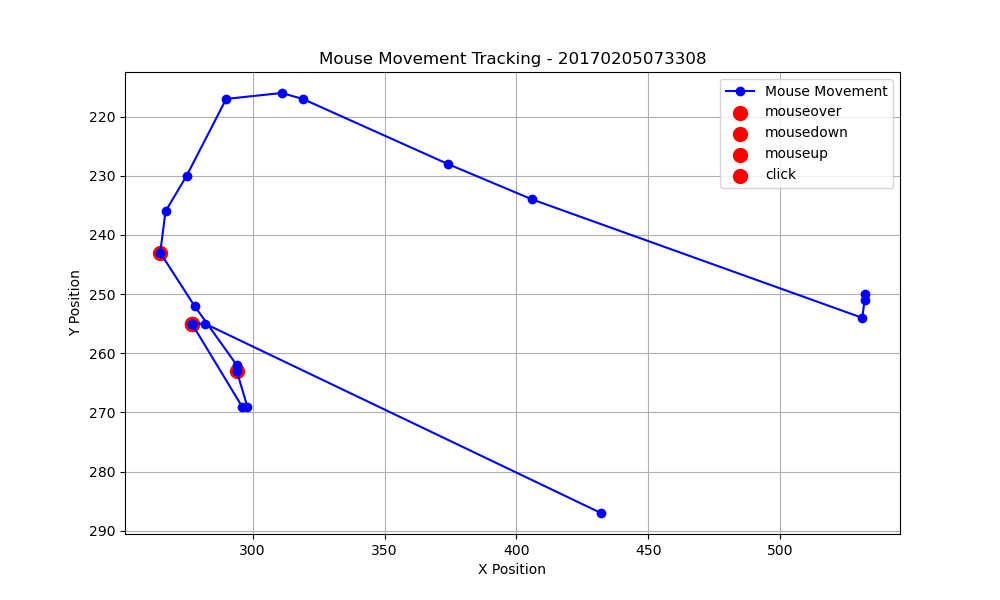 Mouse Movement Tracking - 20170205073308
Mouse Movement
mouseover
mousedown
mouseup
click
220
230
240
250
260
270
280
290
Y Position
300
350
400
450
500
X Position